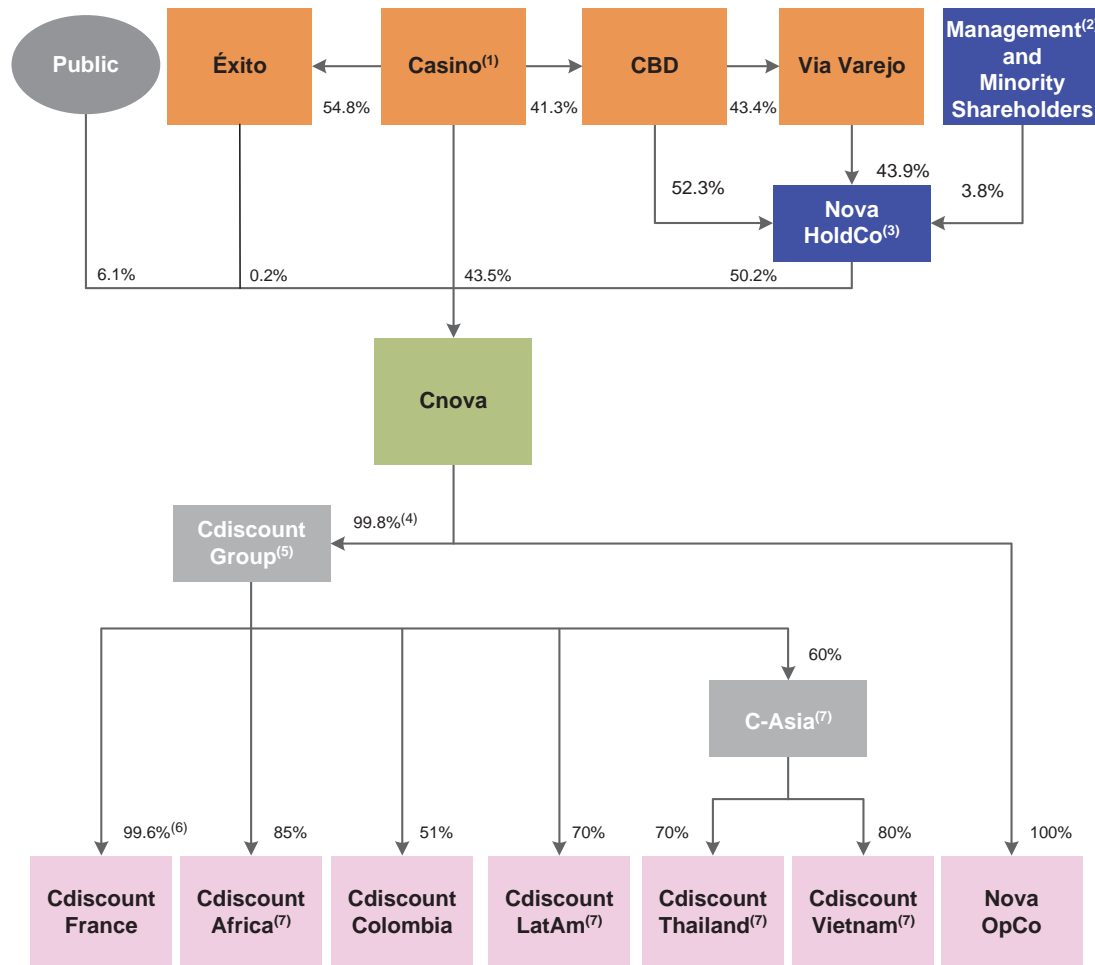 Public
Éxito
Casino(1)
CBD
Via Varejo
Management(2)
and
Minority
Shareholders
54.8%
41.3%
43.4%
52.3%
43.9%
3.8%
Nova
HoldCo(3)
6.1%
0.2%
43.5%
50.2%
Cnova
Cdiscount
Group(5)
99.8%(4)
60%
C-Asia(7)
99.6%(6)
85%
51%
70%
70%
80%
100%
Cdiscount
France
Cdiscount
Africa(7)
Cdiscount
Colombia
Cdiscount
LatAm(7)
Cdiscount
Thailand(7)
Cdiscount
Vietnam(7)
Nova
OpCo